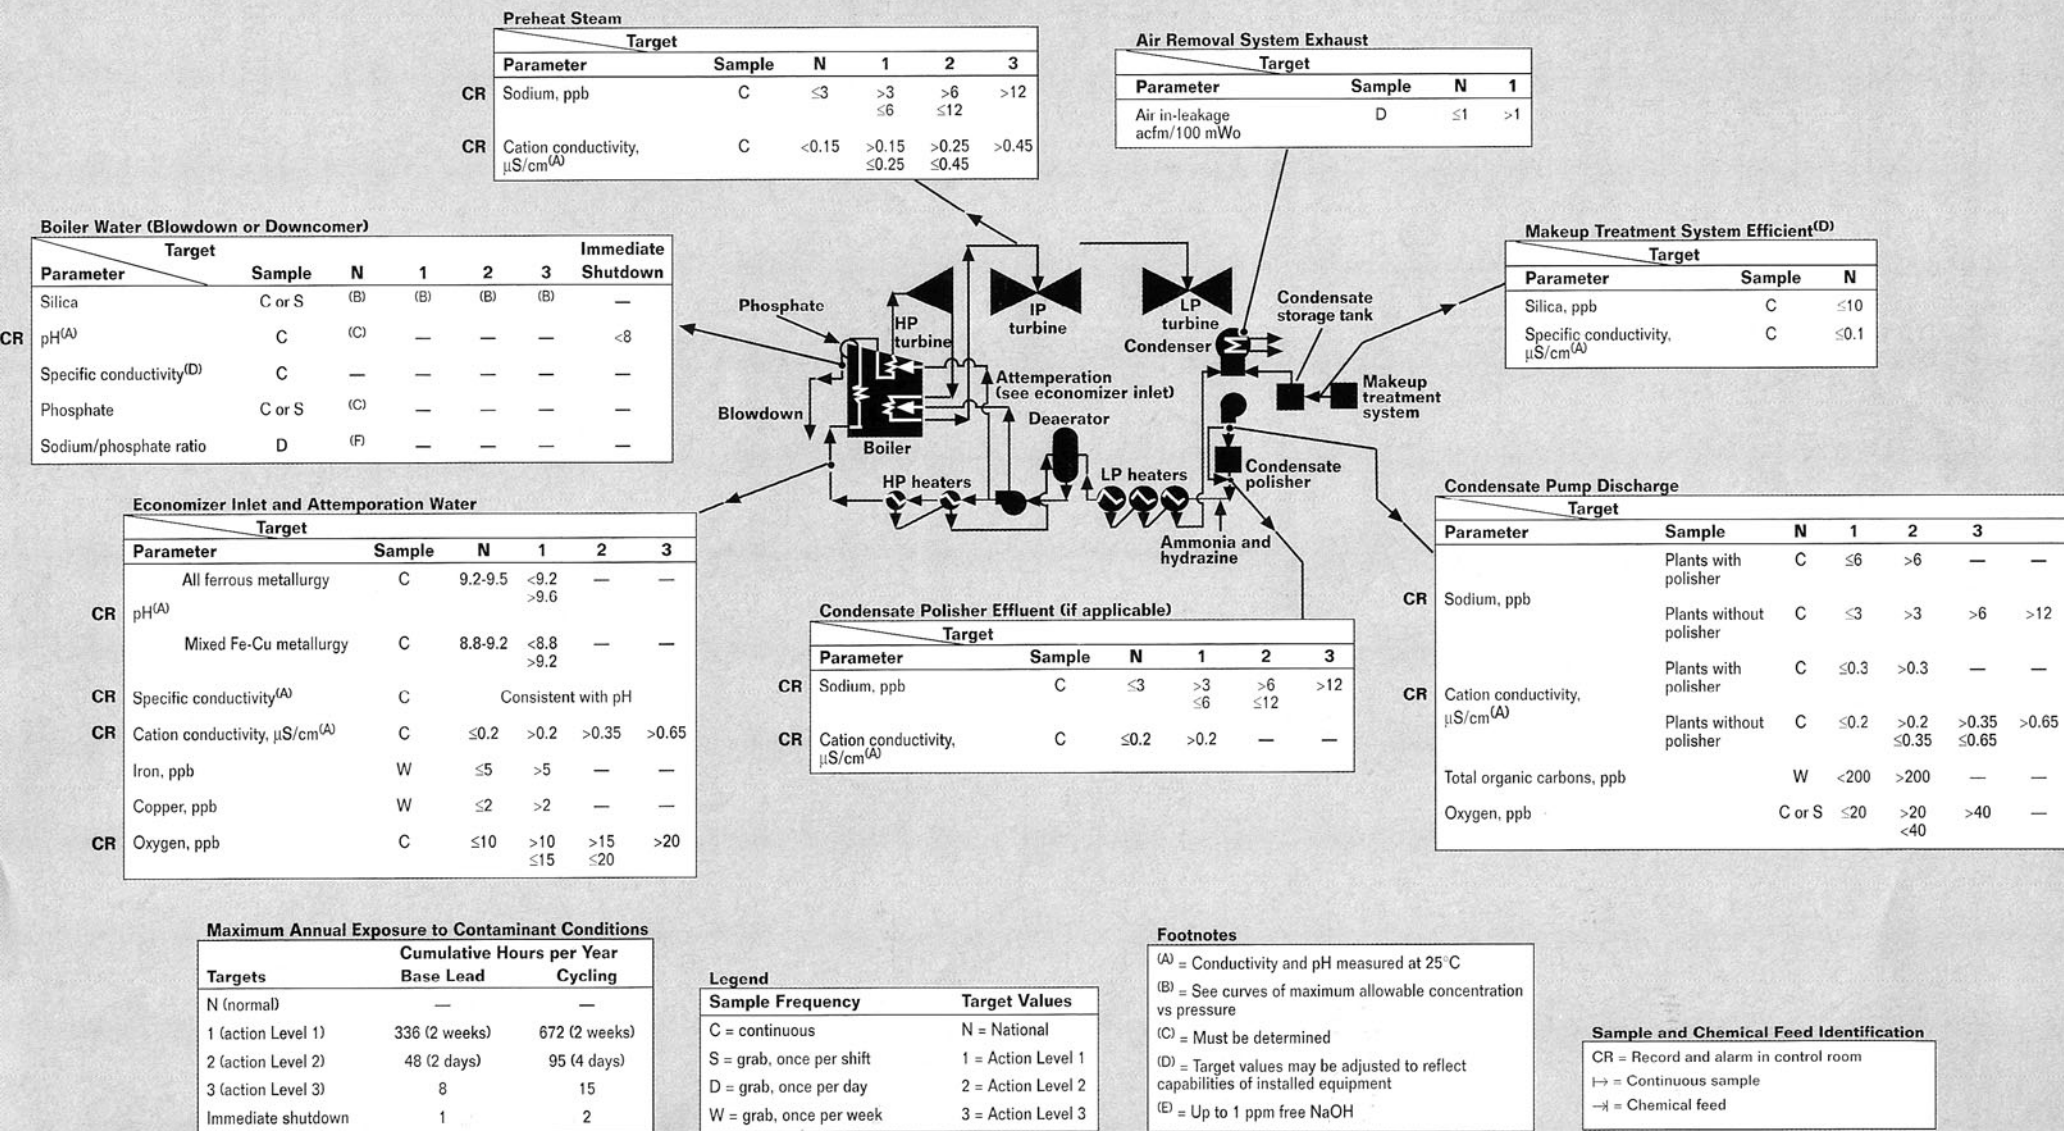 Preheat Steam
Target
Parameter Sample N 1 2 3
CR Sodium, ppb C ≤3 >3 >6 >12
≤6 ≤12
CR Cation conductivity, C <0.15 >0.15 >0.25 >0.45
µS/cm(A) ≤0.25 ≤0.45
Air Removal System Exhaust
Target
Parameter Sample N 1
Air in-leakage D ≤1 >1
acfm/100 mWo
Boiler Water (Blowdown or Downcomer)
Target Immediate
Parameter Sample N 1 2 3 Shutdown
Silica C or S (B) (B) (B) (B) —
CR pH(A) C (C) — — — <8
Specific conductivity(D) C — — — — —
Phosphate C or S (C) — — — —
Sodium/phosphate ratio D (F) — — — —
Makeup Treatment System Efficient(D)
Target
Parameter Sample N
Silica, ppb C ≤10
Specific conductivity, C ≤0.1
µS/cm(A)
Phosphate
HP
turbine
IP
turbine
LP
turbine
Condensate
storage tank
Condenser
Attemperation
(see economizer inlet)
Makeup
treatment
system
Blowdown
Boiler
Deaerator
HP heaters
LP heaters
Condensate
polisher
Ammonia and
hydrazine
Economizer Inlet and Attemporation Water
Target
Parameter Sample N 1 2 3
All ferrous metallurgy C 9.2-9.5 <9.2 — —
>9.6
CR pH(A)
Mixed Fe-Cu metallurgy C 8.8-9.2 <8.8 — —
>9.2
CR Specific conductivity(A) C Consistent with pH
CR Cation conductivity, µS/cm(A) C ≤0.2 >0.2 >0.35 >0.65
Iron, ppb W ≤5 >5 — —
Copper, ppb W ≤2 >2 — —
CR Oxygen, ppb C ≤10 >10 >15 >20
≤15 ≤20
Condensate Polisher Effluent (if applicable)
Target
Parameter Sample N 1 2 3
CR Sodium, ppb C ≤3 >3 >6 >12
≤6 ≤12
CR Cation conductivity, C ≤0.2 >0.2 — —
µS/cm(A)
Condensate Pump Discharge
Target
Parameter Sample N 1 2 3
Plants with C ≤6 >6 — —
polisher
CR Sodium, ppb
Plants without C ≤3 >3 >6 >12
polisher
Plants with C ≤0.3 >0.3 — —
polisher
CR Cation conductivity,
µS/cm(A)
Plants without C ≤0.2 >0.2 >0.35 >0.65
polisher ≤0.35 ≤0.65
Total organic carbons, ppb W <200 >200 — —
Oxygen, ppb C or S ≤20 >20 >40 —
<40
Maximum Annual Exposure to Contaminant Conditions
Cumulative Hours per Year
Targets Base Lead Cycling
N (normal) — —
1 (action Level 1) 336 (2 weeks) 672 (2 weeks)
2 (action Level 2) 48 (2 days) 95 (4 days)
3 (action Level 3) 8 15
Immediate shutdown 1 2
Legend
Sample Frequency Target Values
C = continuous N = National
S = grab, once per shift 1 = Action Level 1
D = grab, once per day 2 = Action Level 2
W = grab, once per week 3 = Action Level 3
Footnotes
(A) = Conductivity and pH measured at 25°C
(B) = See curves of maximum allowable concentration
vs pressure
(C) = Must be determined
(D) = Target values may be adjusted to reflect
capabilities of installed equipment
(E) = Up to 1 ppm free NaOH
Sample and Chemical Feed Identification
CR = Record and alarm in control room
↦ = Continuous sample
→| = Chemical feed